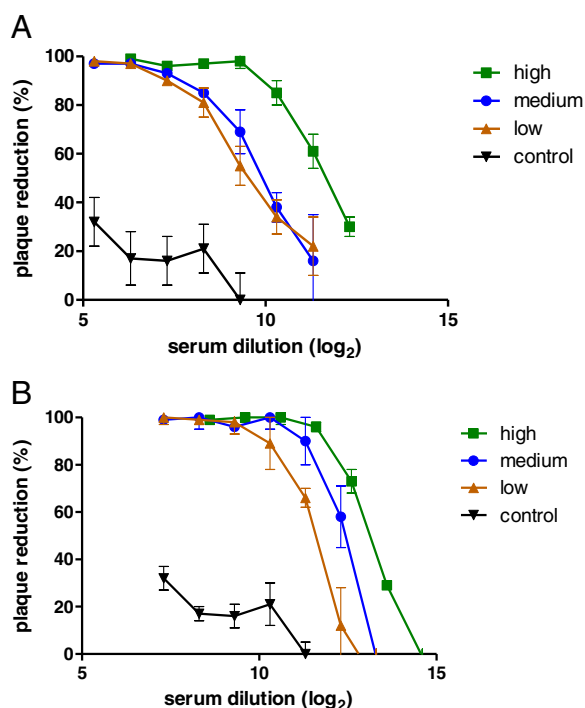 A
100
80
60
40
20
0
plaque reduction (%)
5
10
15
serum dilution (log2)
high
medium
low
control
B
100
80
60
40
20
0
plaque reduction (%)
5
10
15
serum dilution (log2)
high
medium
low
control